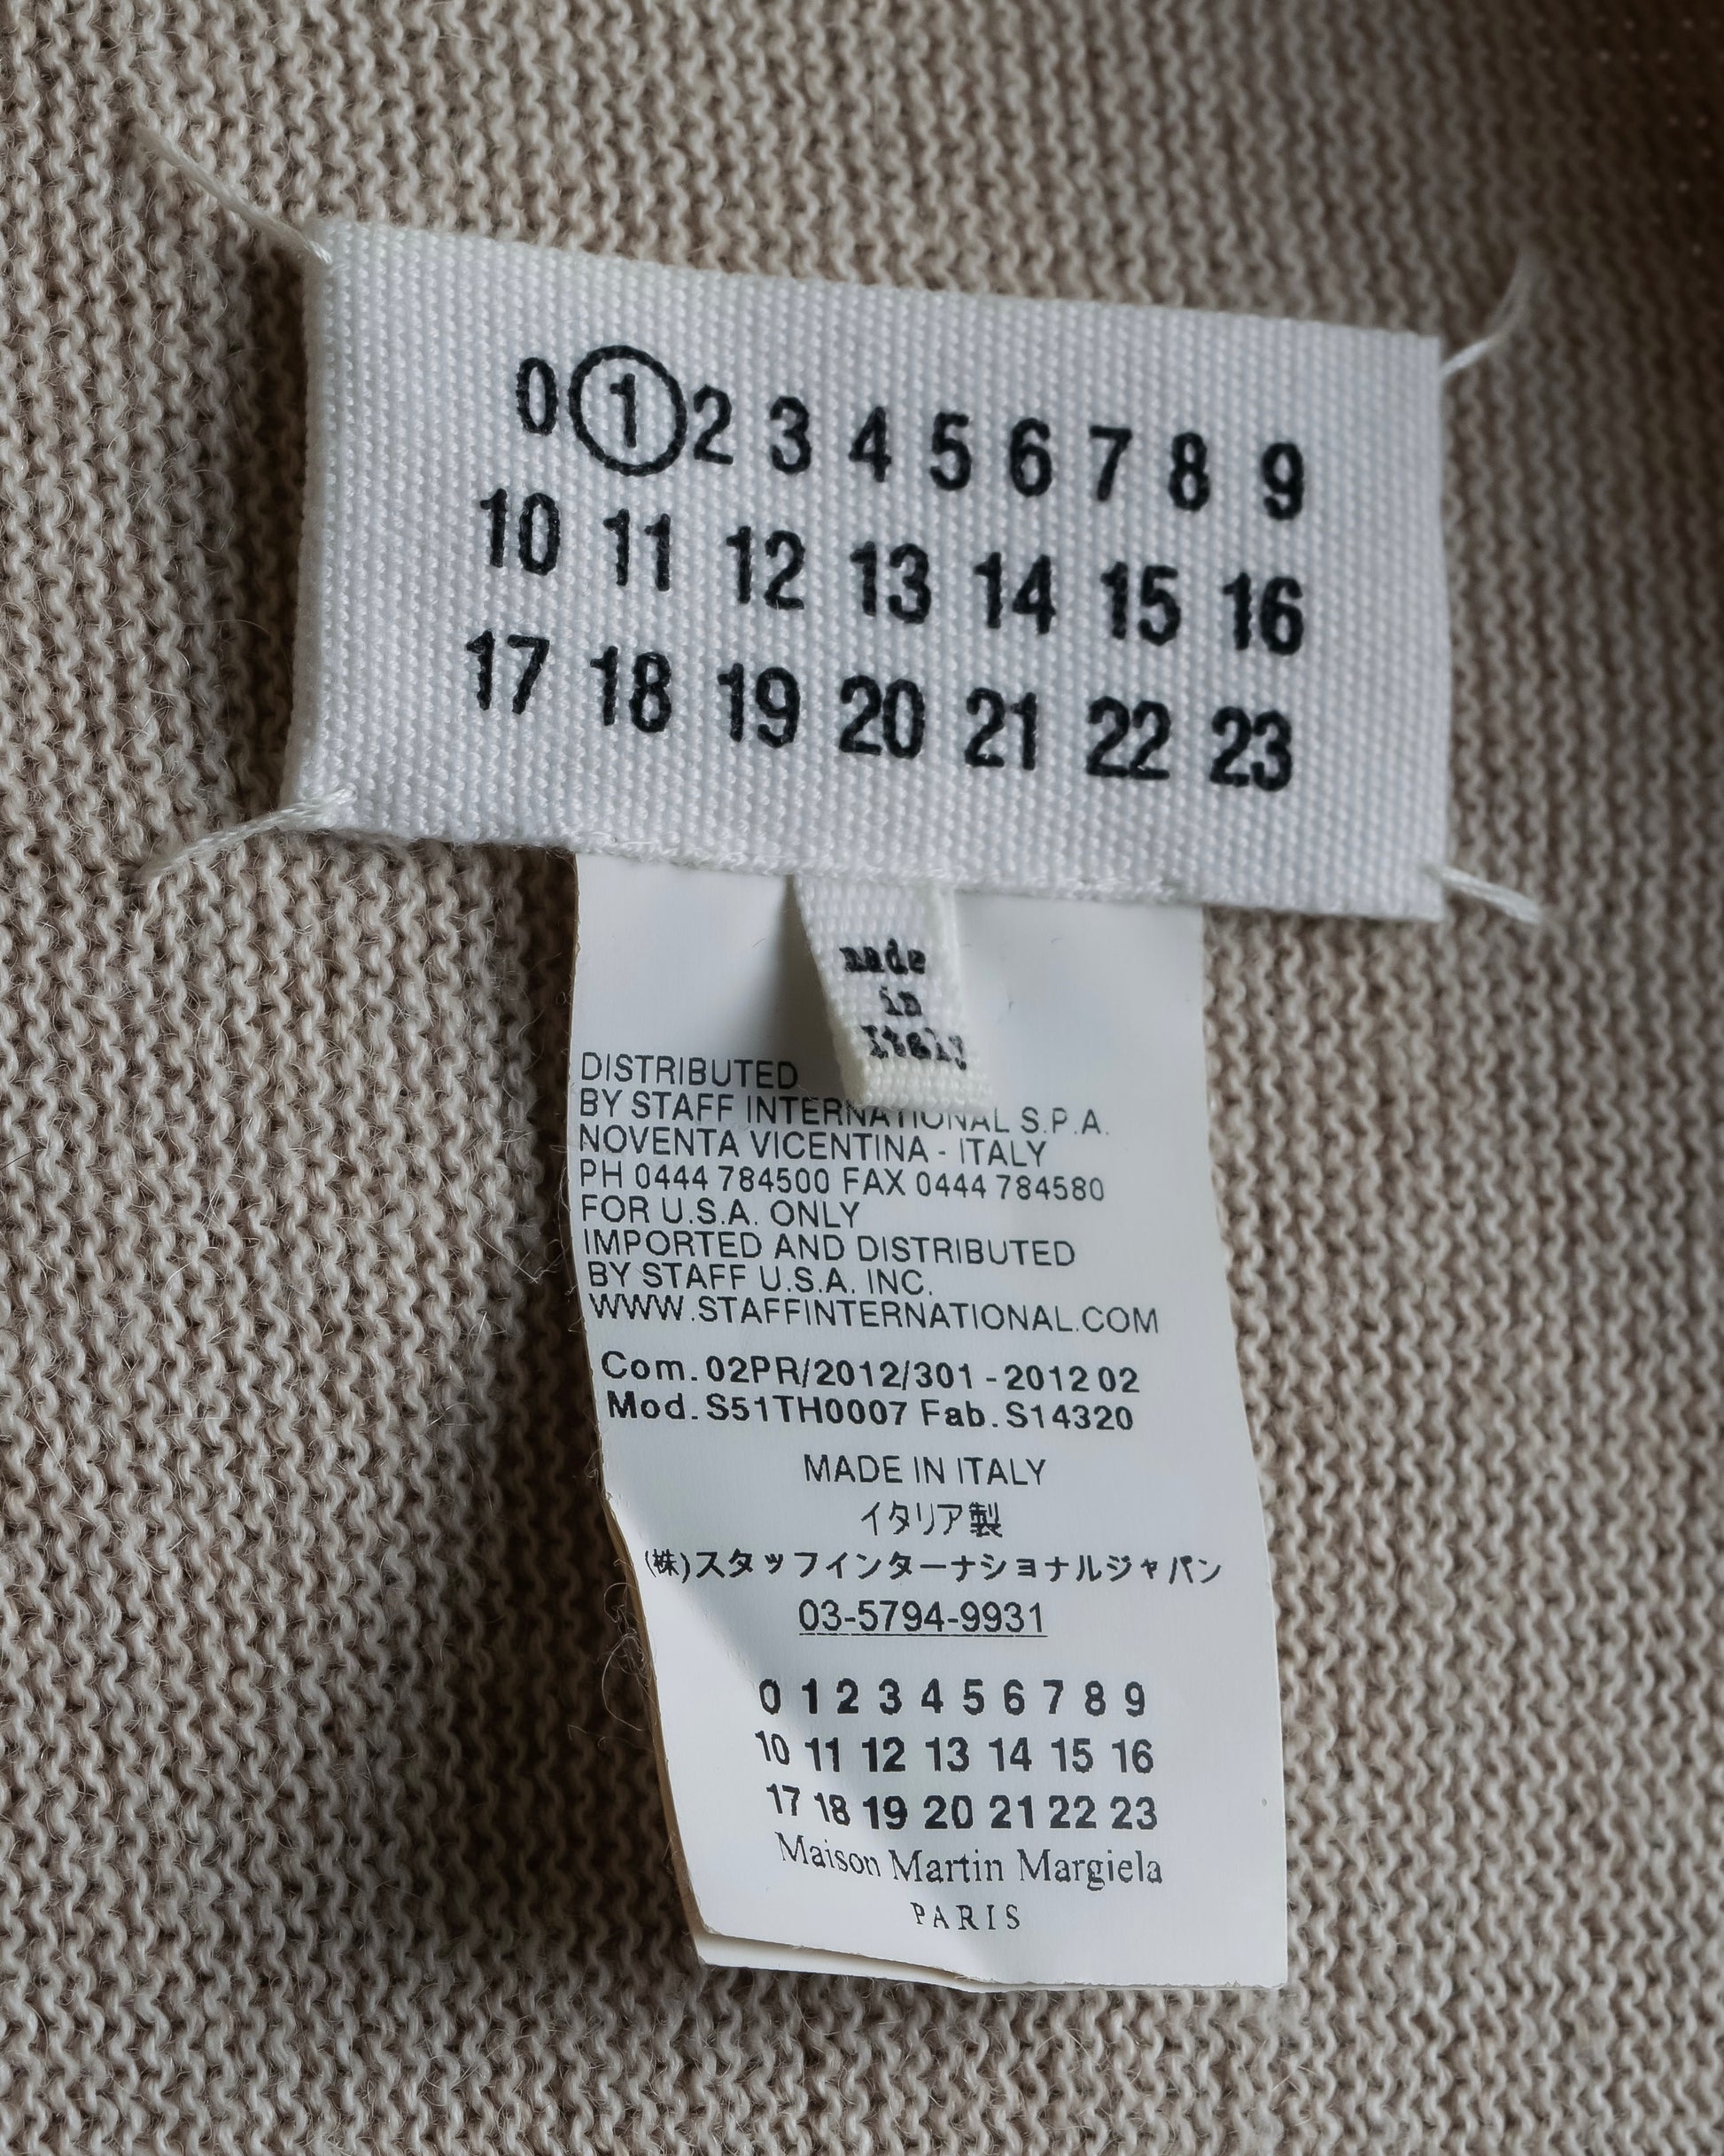 0 1 2 3 4 5 6 7 8 9
10 11 12 13 14 15 16
17 18 19 20 21 22 23
made
in
Italy
DISTRIBUTED
BY STAFF INTERNATIONAL S.P.A.
NOVENTA VICENTINA - ITALY
PH 0444 784500 FAX 0444 784580
FOR U.S.A. ONLY
IMPORTED AND DISTRIBUTED
BY STAFF U.S.A. INC.
WWW.STAFFINTERNATIONAL.COM
Com. 02PR/2012/301 - 2012 02
Mod. S51TH0007 Fab. S14320
MADE IN ITALY
イタリア製
(株)スタッフインターナショナルジャパン
03-5794-9931
0 1 2 3 4 5 6 7 8 9
10 11 12 13 14 15 16
17 18 19 20 21 22 23
Maison Martin Margiela
PARIS